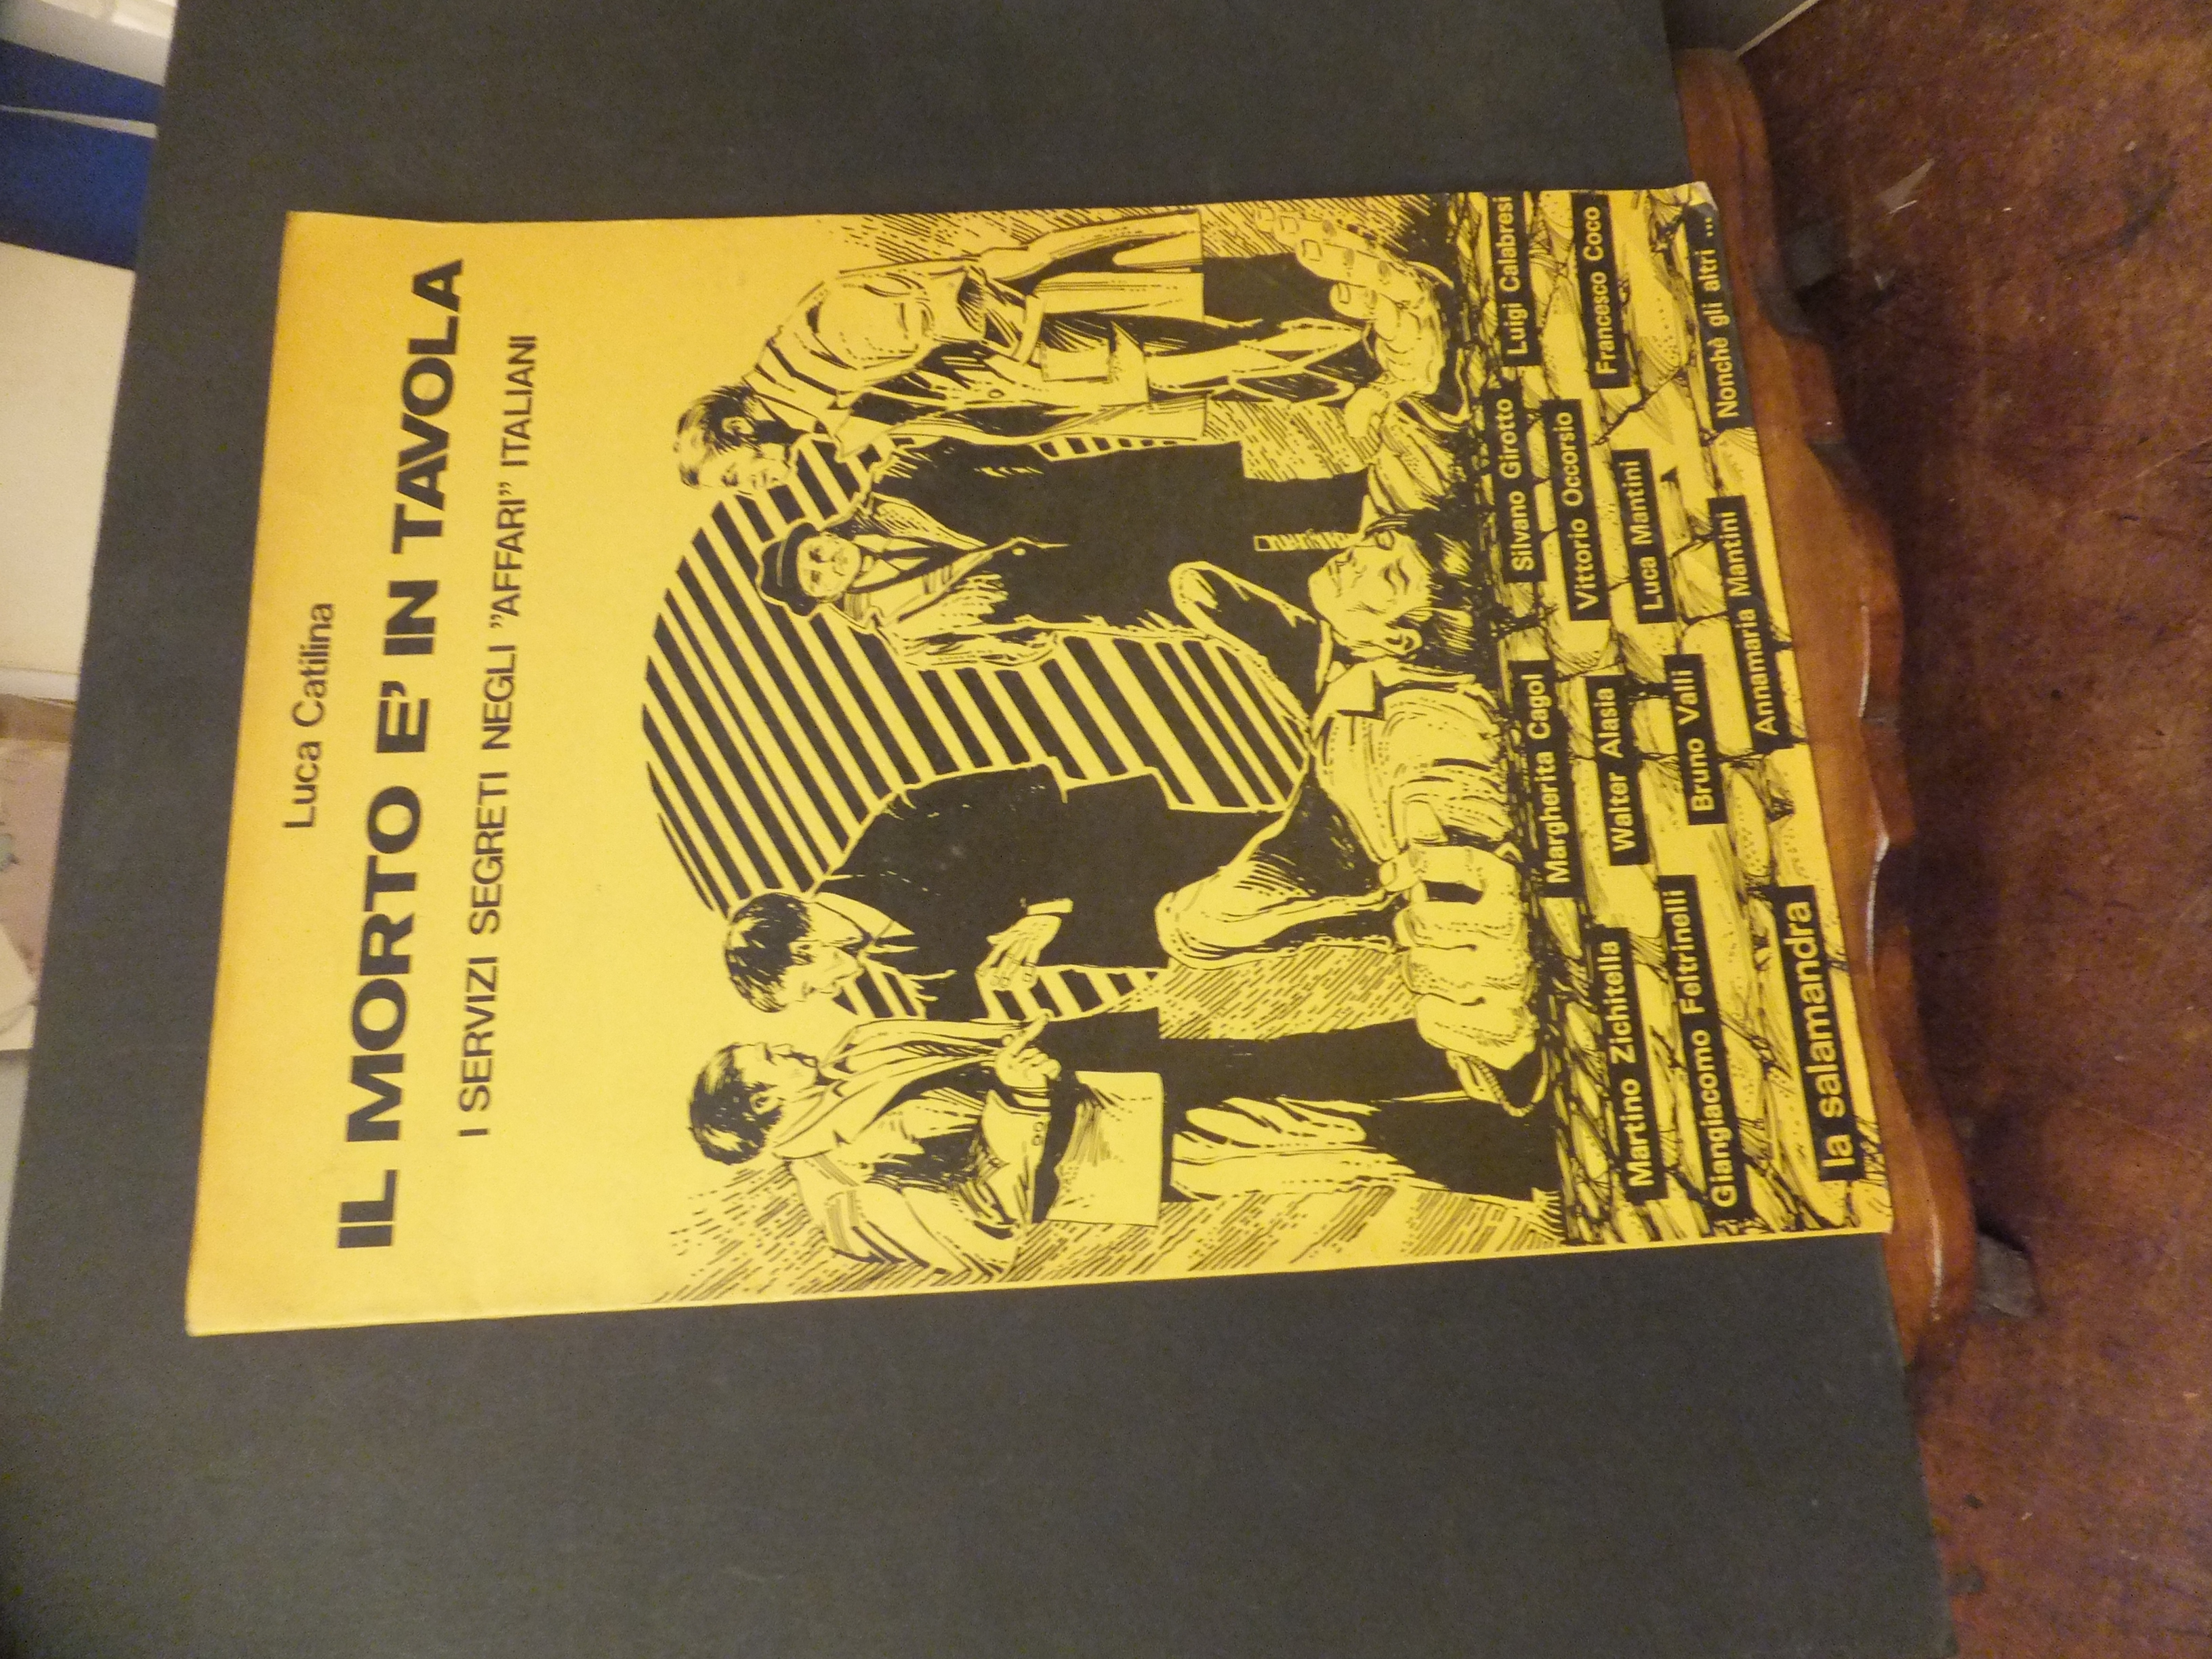 Luca Catilina
IL MORTO E' IN TAVOLA
I SERVIZI SEGRETI NEGLI "AFFARI" ITALIANI
Margherita Cagol
Silvano Girotto
Luigi Calabresi
Martino Zichitella
Walter Alasia
Vittorio Occorsio
Francesco Coco
Giangiacomo Feltrinelli
Bruno Valli
Luca Mantini
Annamaria Mantini
Nonchè gli altri ...
la salamandra